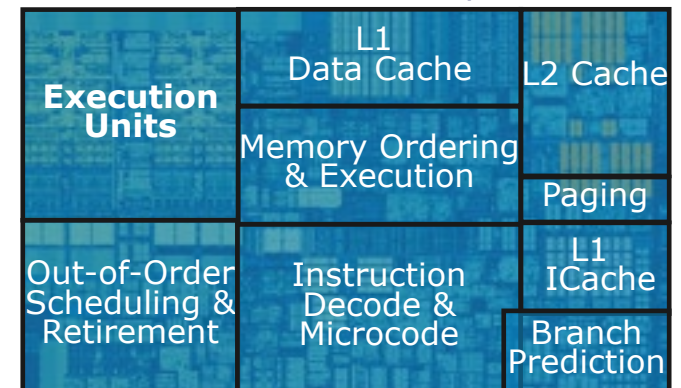 Execution
Units
L1
Data Cache
L2 Cache
Memory Ordering
& Execution
Paging
Out-of-Order
Scheduling &
Retirement
Instruction
Decode &
Microcode
L1
ICache
Branch
Prediction